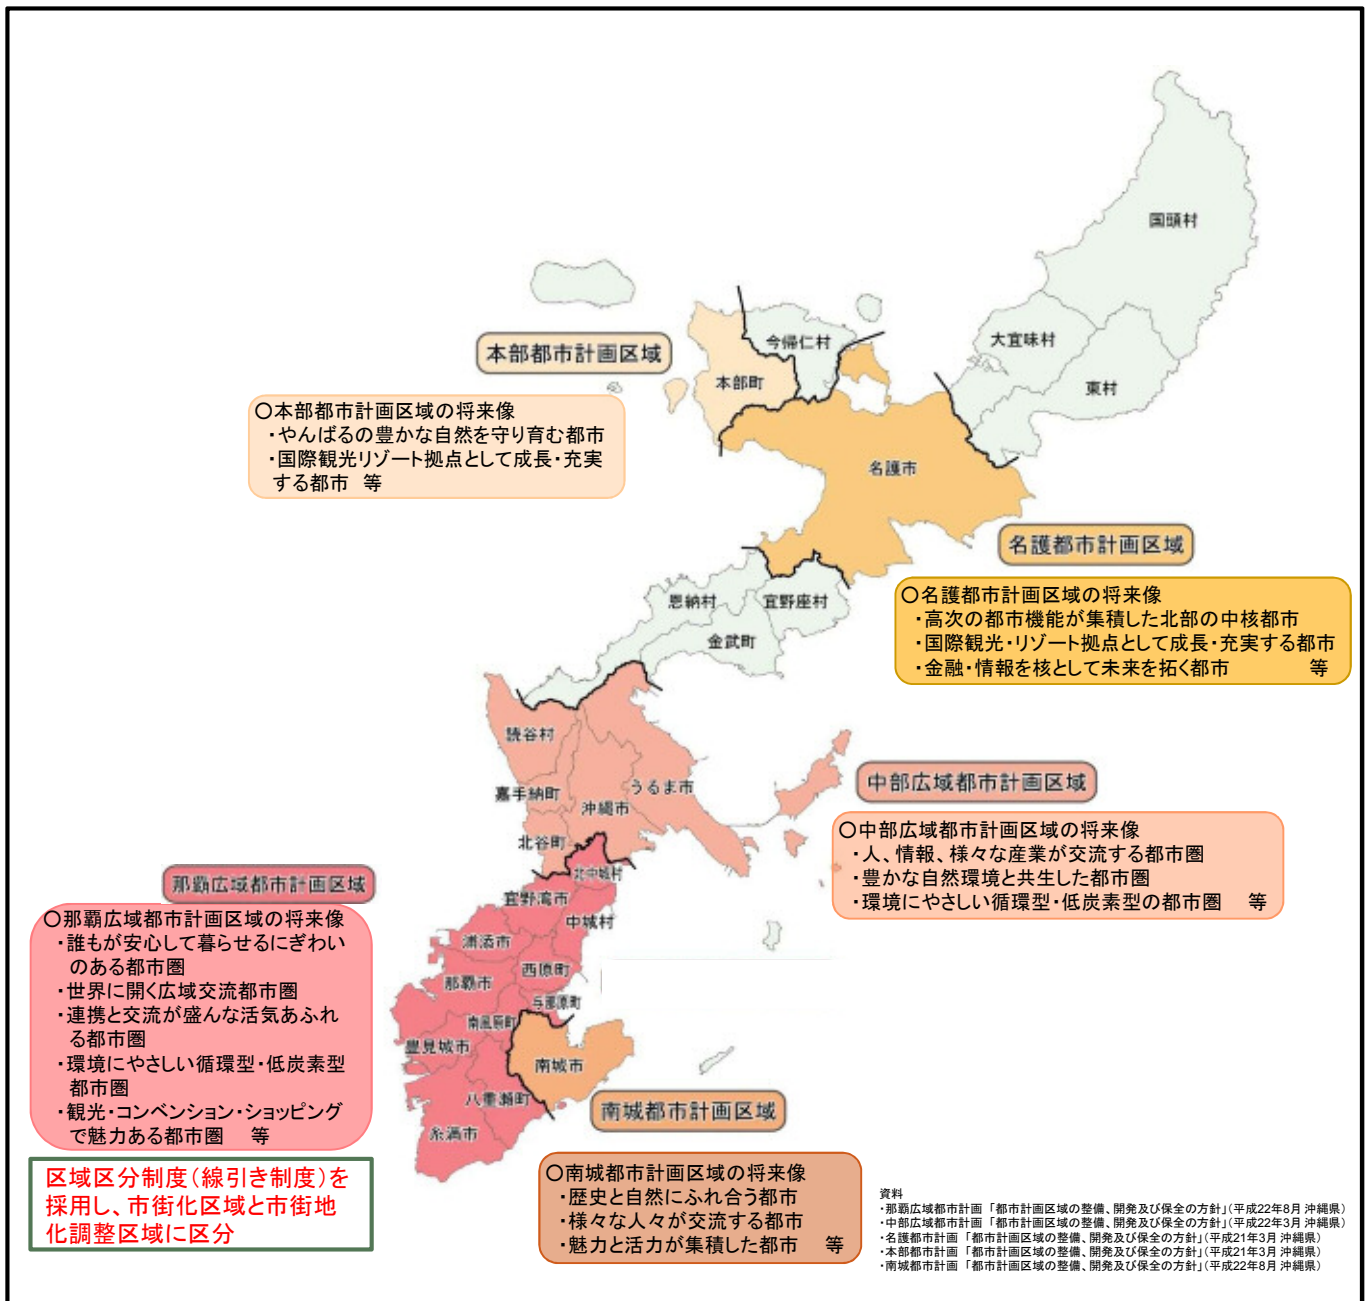 国頭村
大宜味村
東村
今帰仁村
本部都市計画区域
本部町
〇本部都市計画区域の将来像
・やんばるの豊かな自然を守り育む都市
・国際観光リゾート拠点として成長・充実
する都市 等
名護市
名護都市計画区域
〇名護都市計画区域の将来像
・高次の都市機能が集積した北部の中核都市
・国際観光・リゾート拠点として成長・充実する都市
・金融・情報を核として未来を拓く都市 等
恩納村
宜野座村
金武町
読谷村
嘉手納町
沖縄市
うるま市
北谷町
中部広域都市計画区域
〇中部広域都市計画区域の将来像
・人、情報、様々な産業が交流する都市圏
・豊かな自然環境と共生した都市圏
・環境にやさしい循環型・低炭素型の都市圏 等
北中城村
宜野湾市
中城村
浦添市
西原町
那覇市
与那原町
南風原町
豊見城市
南城市
八重瀬町
糸満市
那覇広域都市計画区域
〇那覇広域都市計画区域の将来像
・誰もが安心して暮らせるにぎわい
のある都市圏
・世界に開く広域交流都市圏
・連携と交流が盛んな活気あふれ
る都市圏
・環境にやさしい循環型・低炭素型
都市圏
・観光・コンベンション・ショッピング
で魅力ある都市圏 等
区域区分制度(線引き制度)を
採用し、市街化区域と市街地
化調整区域に区分
南城都市計画区域
〇南城都市計画区域の将来像
・歴史と自然にふれ合う都市
・様々な人々が交流する都市
・魅力と活力が集積した都市 等
資料
・那覇広域都市計画 「都市計画区域の整備、開発及び保全の方針」(平成22年8月 沖縄県)
・中部広域都市計画 「都市計画区域の整備、開発及び保全の方針」(平成22年3月 沖縄県)
・名護都市計画 「都市計画区域の整備、開発及び保全の方針」(平成21年3月 沖縄県)
・本部都市計画 「都市計画区域の整備、開発及び保全の方針」(平成21年3月 沖縄県)
・南城都市計画 「都市計画区域の整備、開発及び保全の方針」(平成22年8月 沖縄県)